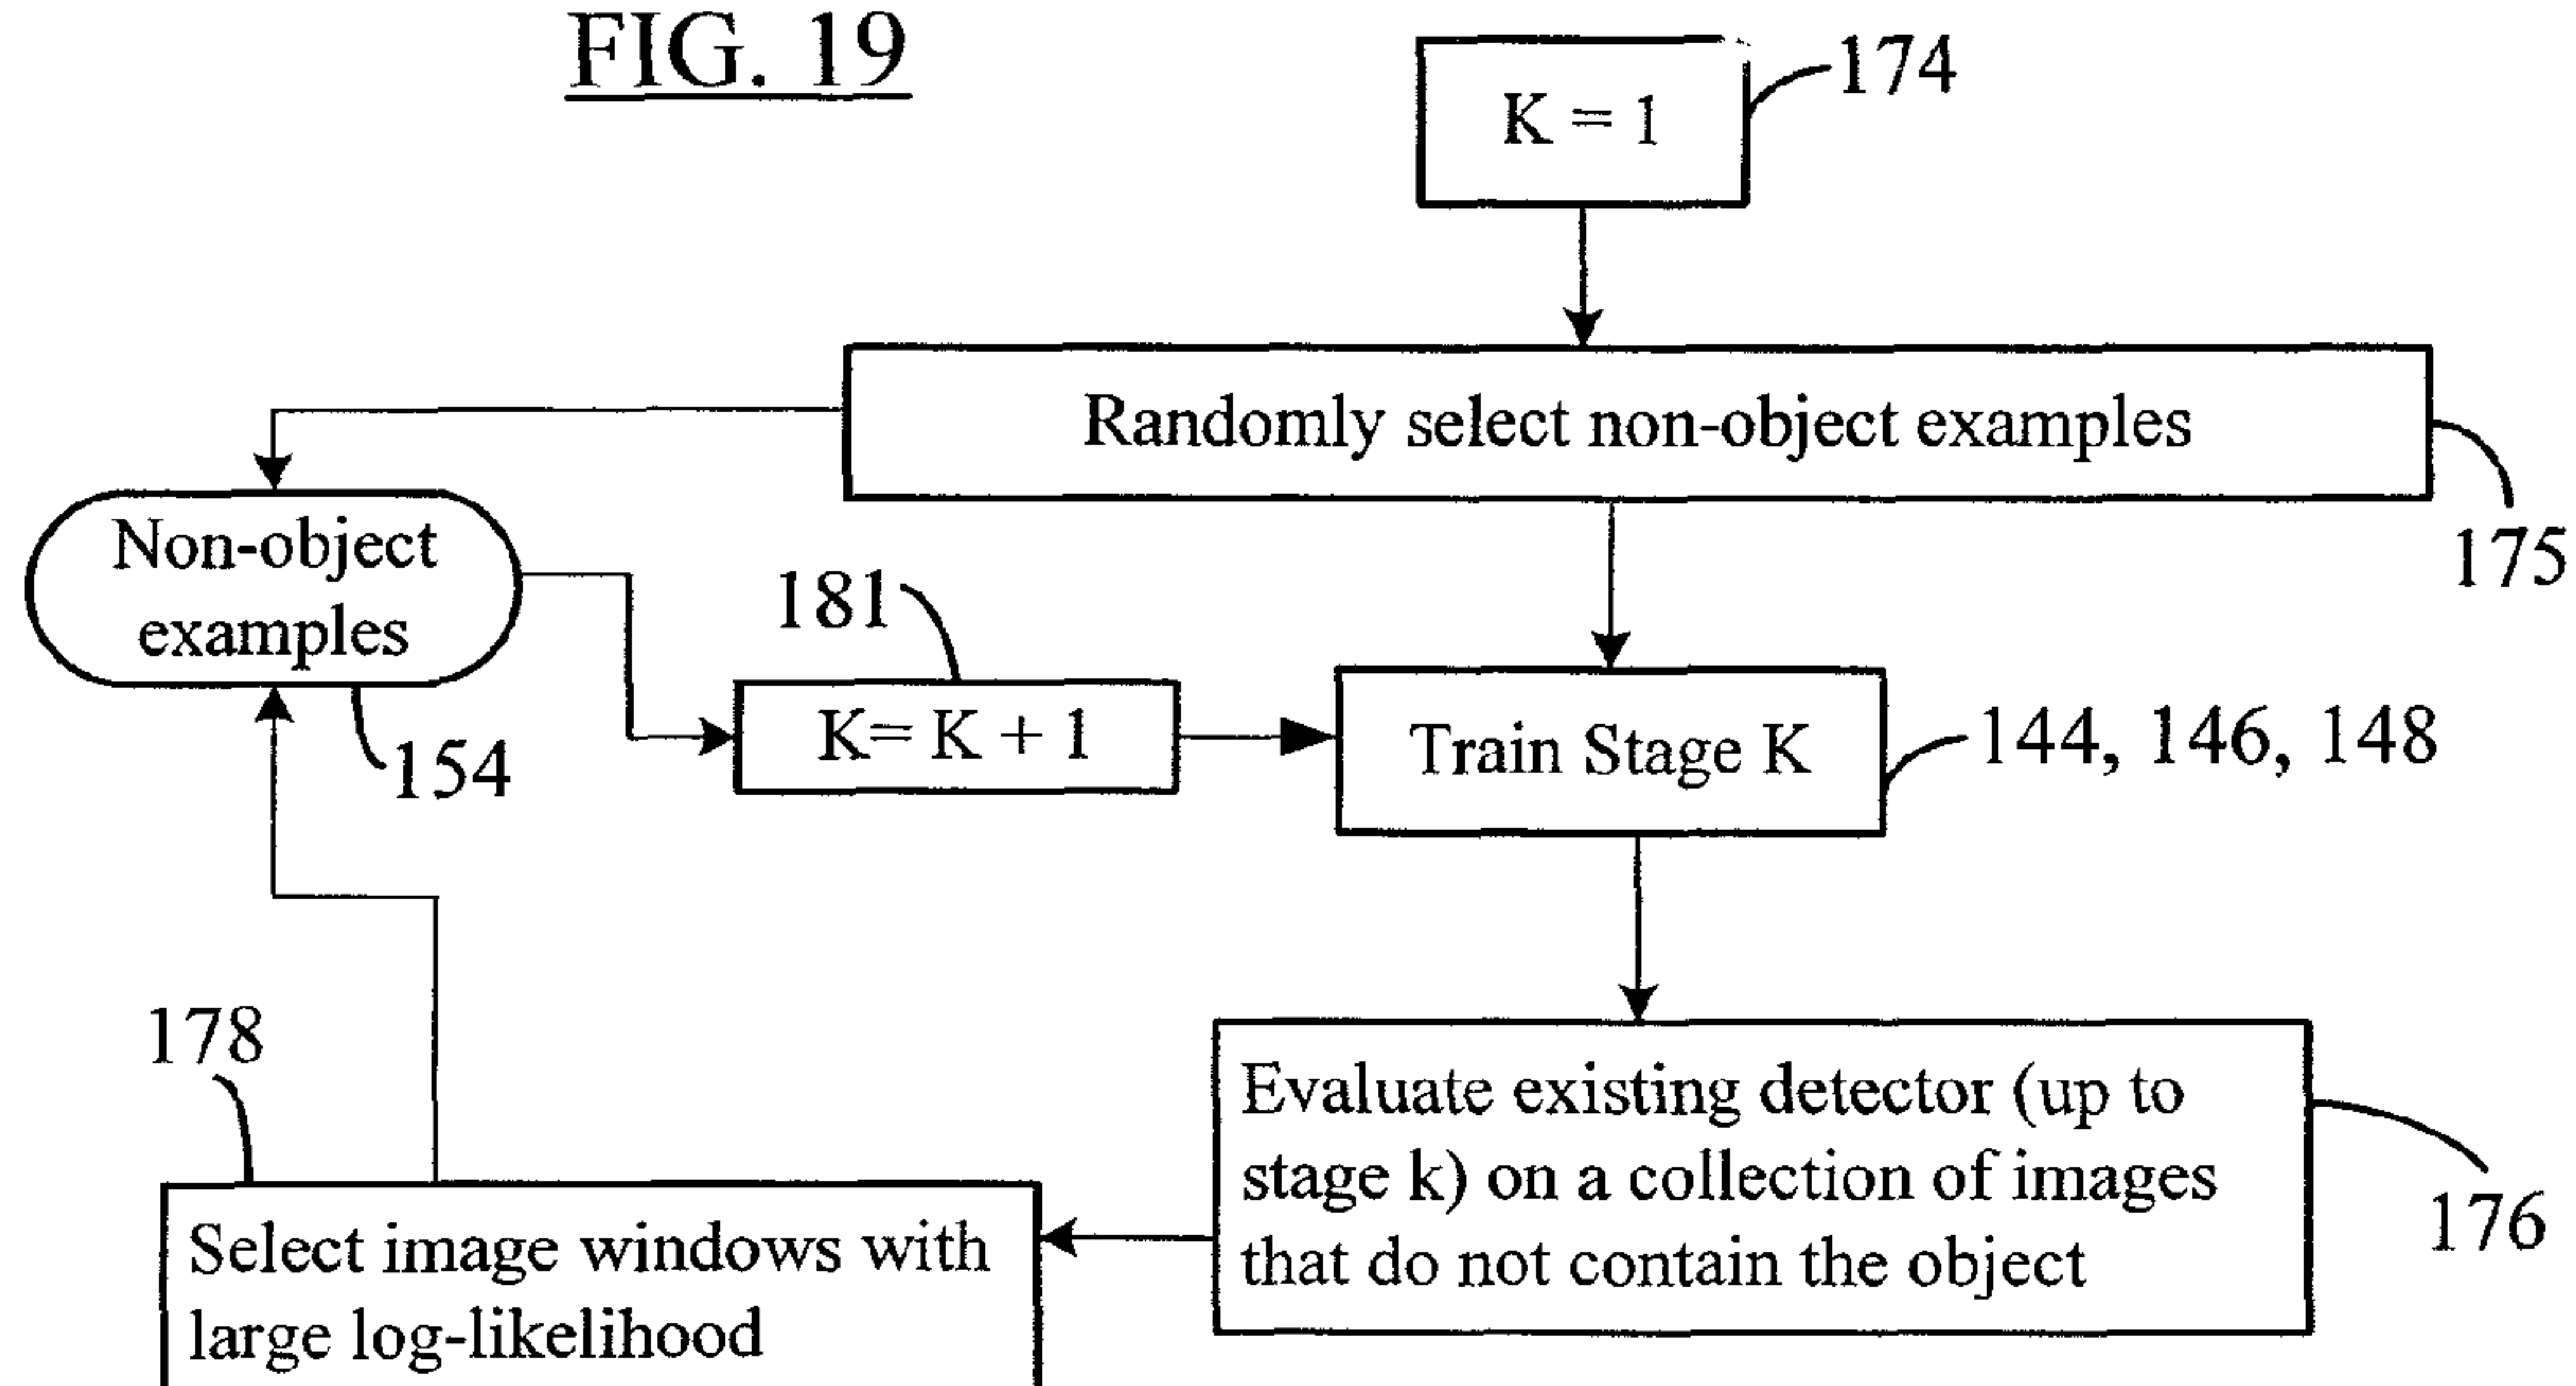 FIG. 19
K = 1
174
Randomly select non-object examples
175
Non-object
examples
154
181
K= K + 1
Train Stage K
144, 146, 148
Evaluate existing detector (up to
stage k) on a collection of images
that do not contain the object
176
178
Select image windows with
large log-likelihood